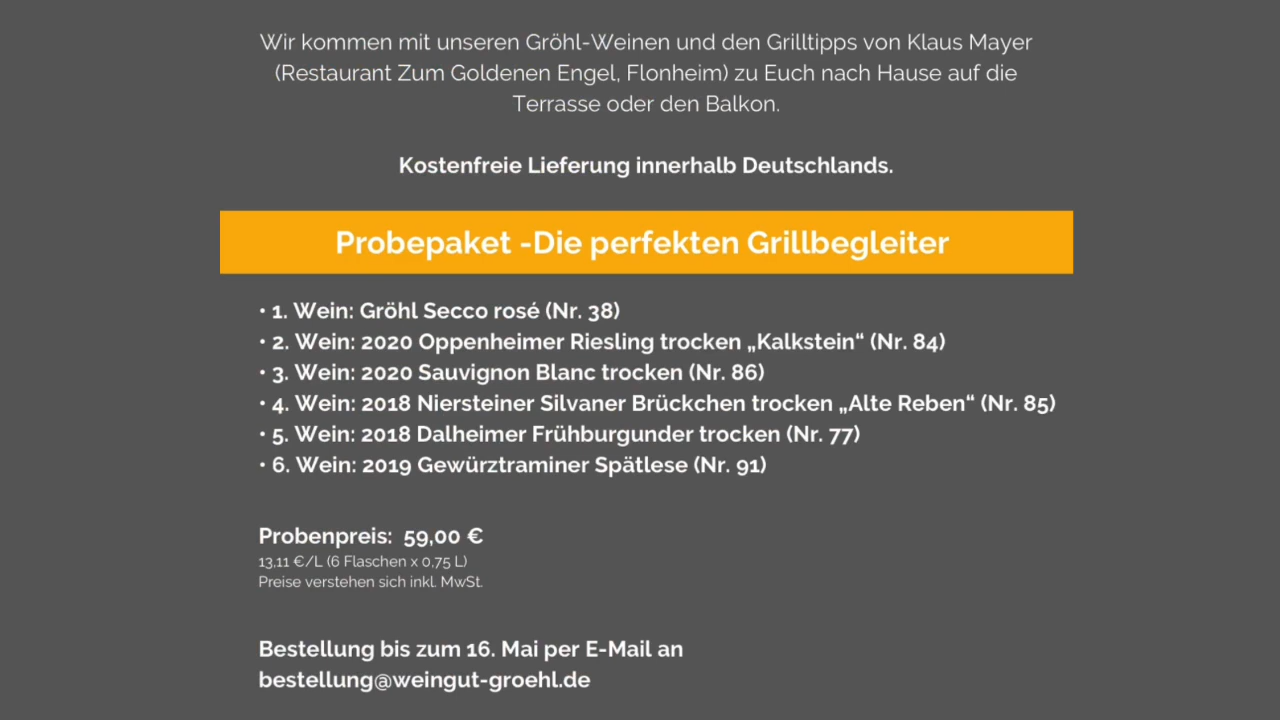 Wir kommen mit unseren Gröhl-Weinen und den Grilltipps von Klaus Mayer
(Restaurant Zum Goldenen Engel, Flonheim) zu Euch nach Hause auf die
Terrasse oder den Balkon.
Kostenfreie Lieferung innerhalb Deutschlands.
Probepaket -Die perfekten Grillbegleiter
• 1. Wein: Gröhl Secco rosé (Nr. 38)
• 2. Wein: 2020 Oppenheimer Riesling trocken „Kalkstein“ (Nr. 84)
• 3. Wein: 2020 Sauvignon Blanc trocken (Nr. 86)
• 4. Wein: 2018 Niersteiner Silvaner Brückchen trocken „Alte Reben“ (Nr. 85)
• 5. Wein: 2018 Dalheimer Frühburgunder trocken (Nr. 77)
• 6. Wein: 2019 Gewürztraminer Spätlese (Nr. 91)
Probenpreis:  59,00 €
13,11 €/L (6 Flaschen x 0,75 L)
Preise verstehen sich inkl. MwSt.
Bestellung bis zum 16. Mai per E-Mail an
bestellung@weingut-groehl.de